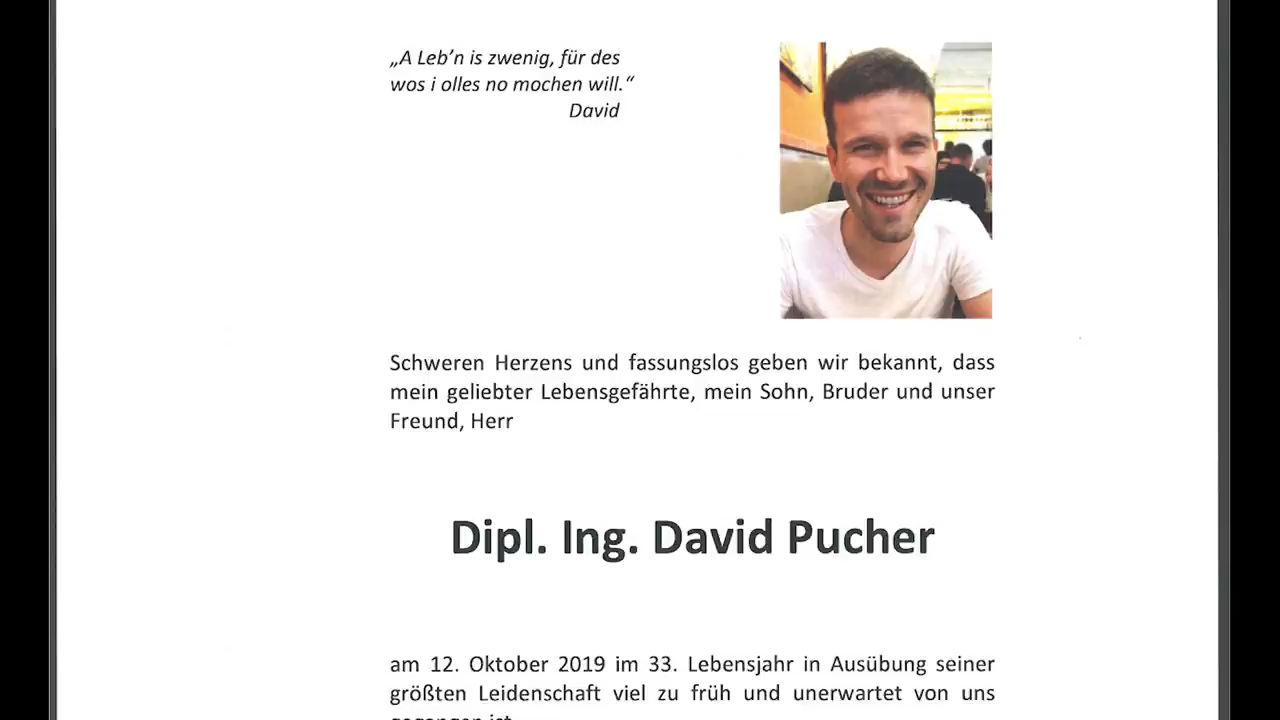 „A Leb’n is zwenig, für des
wos i olles no mochen will.“
David
Schweren Herzens und fassungslos geben wir bekannt, dass
mein geliebter Lebensgefährte, mein Sohn, Bruder und unser
Freund, Herr
Dipl. Ing. David Pucher
am 12. Oktober 2019 im 33. Lebensjahr in Ausübung seiner
größten Leidenschaft viel zu früh und unerwartet von uns
gegangen ist.